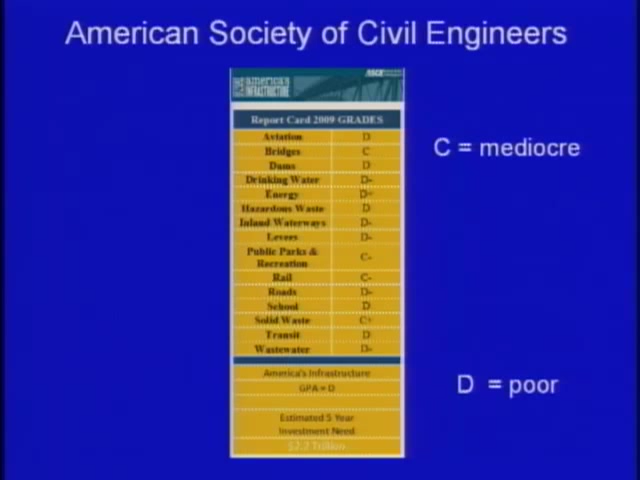 American Society of Civil Engineers
ASCE
INFRASTRUCTURE
Report Card 2009 GRADES
Aviation D
Bridges C
Dams D
Drinking Water D-
Energy D+
Hazardous Waste D
Inland Waterways D-
Levees D-
Public Parks &
Recreation C-
Rail C-
Roads D-
School D
Solid Waste C+
Transit D
Wastewater D-
America's Infrastructure
GPA = D
Estimated 5 Year
Investment Need:
$2.2 Trillion
C = mediocre
D = poor